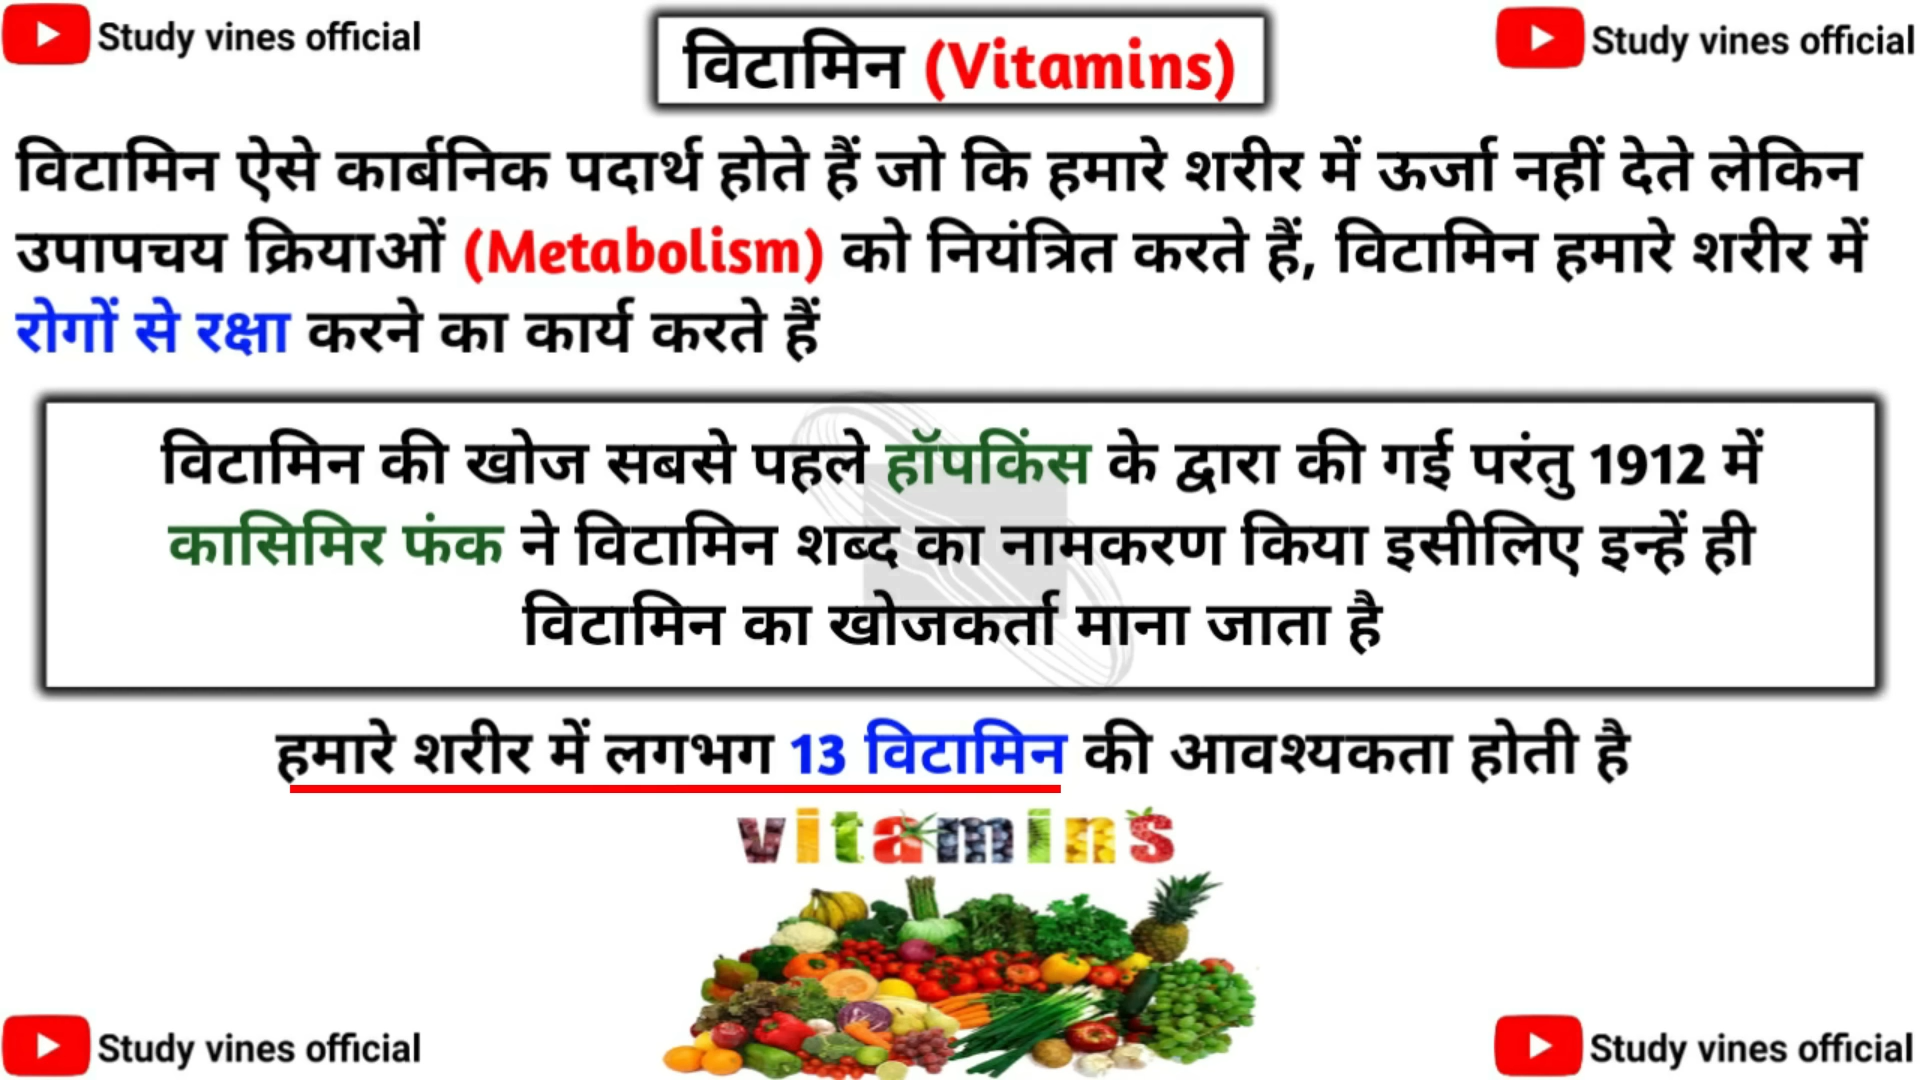 Study vines official
विटामिन (Vitamins)
Study vines official
विटामिन ऐसे कार्बनिक पदार्थ होते हैं जो कि हमारे शरीर में ऊर्जा नहीं देते लेकिन
उपापचय क्रियाओं (Metabolism) को नियंत्रित करते हैं, विटामिन हमारे शरीर में
रोगों से रक्षा करने का कार्य करते हैं
विटामिन की खोज सबसे पहले हॉपकिंस के द्वारा की गई परंतु 1912 में
कासिमिर फंक ने विटामिन शब्द का नामकरण किया इसीलिए इन्हें ही
विटामिन का खोजकर्ता माना जाता है
हमारे शरीर में लगभग 13 विटामिन की आवश्यकता होती है
vitamins
Study vines official
Study vines official